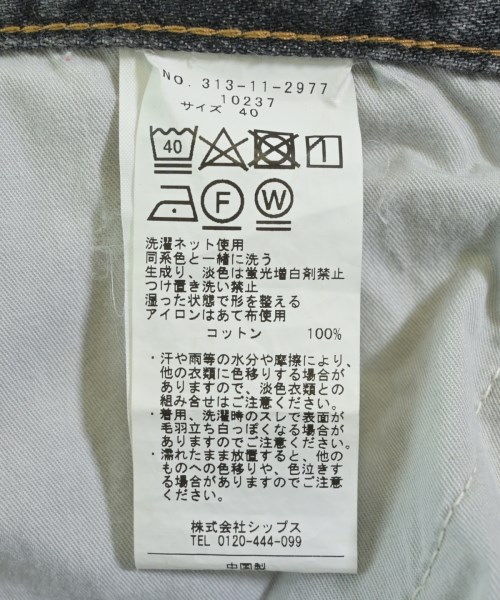 NO. 313-11-2977
10237
サイズ 40
40
F
W
洗濯ネット使用
同系色と一緒に洗う
生成り、淡色は蛍光増白剤禁止
つけ置き洗い禁止
湿った状態で形を整える
アイロンはあて布使用
コットン 100%
・汗や雨等の水分や摩擦により、
他の衣類に色移りする場合が
ありますので、淡色衣類との
組み合せはご注意ください。
・着用、洗濯時のスレで表面が
毛羽立ち白っぽくなる場合が
ありますのでご注意ください。
・濡れたまま放置すると、他の
ものへの色移りや、色泣きす
る場合がありますのでご注意
ください。
株式会社シップス
TEL 0120-444-099
中国製